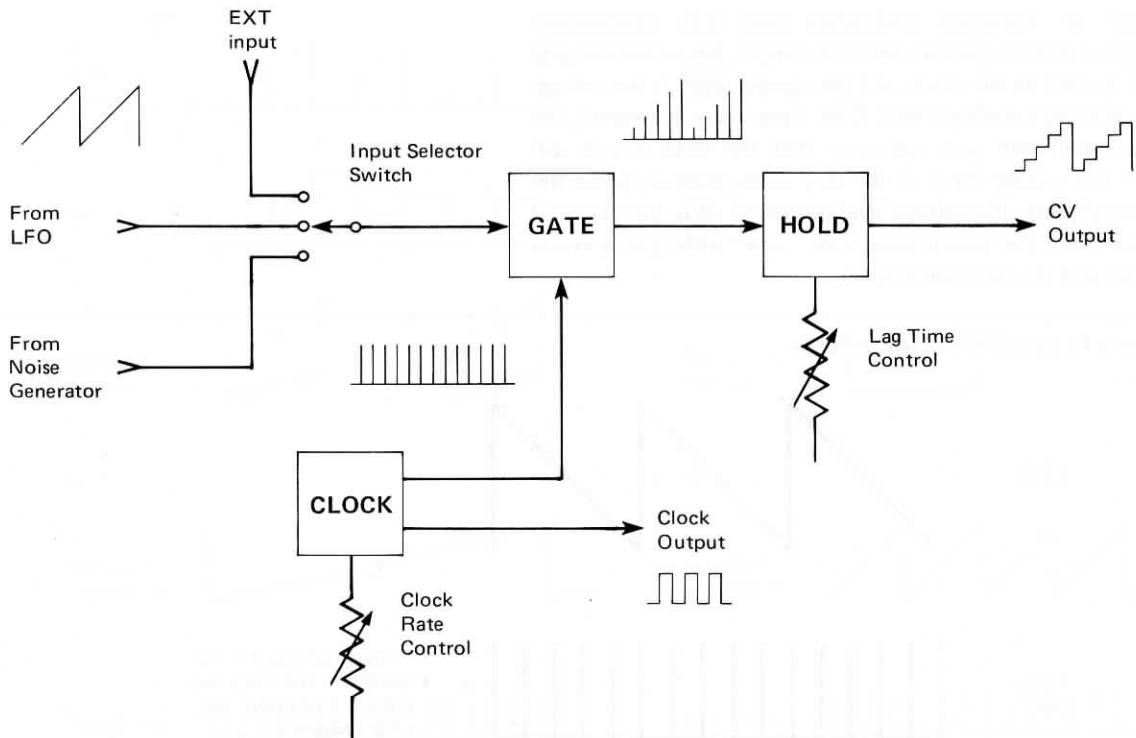 EXT
input
Input Selector
Switch
From
LFO
GATE
HOLD
CV
Output
From
Noise
Generator
Lag Time
Control
CLOCK
Clock
Output
Clock
Rate
Control